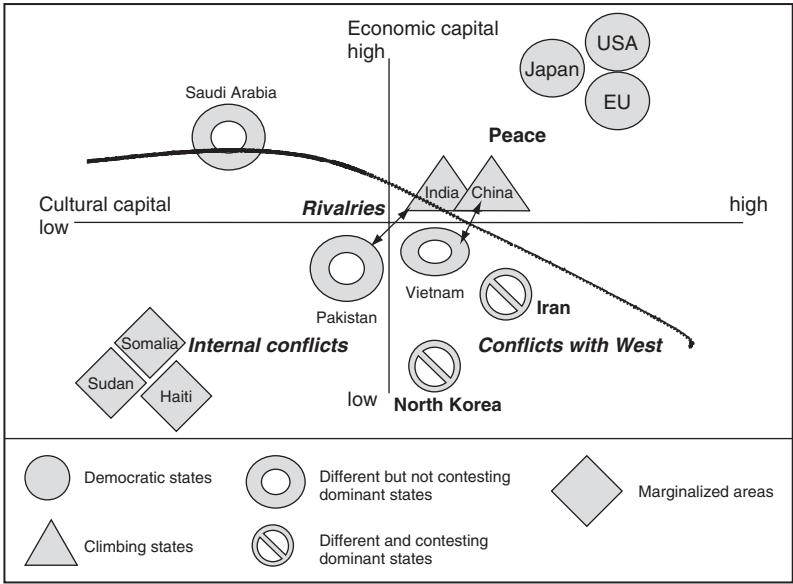 Economic capital
high
USA
Japan
EU
Saudi Arabia
Peace
India
China
Cultural capital
low
Rivalries
high
Vietnam
Iran
Pakistan
Somalia
Internal conflicts
Conflicts with West
Sudan
Haiti
low
North Korea
Democratic states
Different but not contesting
dominant states
Marginalized areas
Climbing states
Different and contesting
dominant states